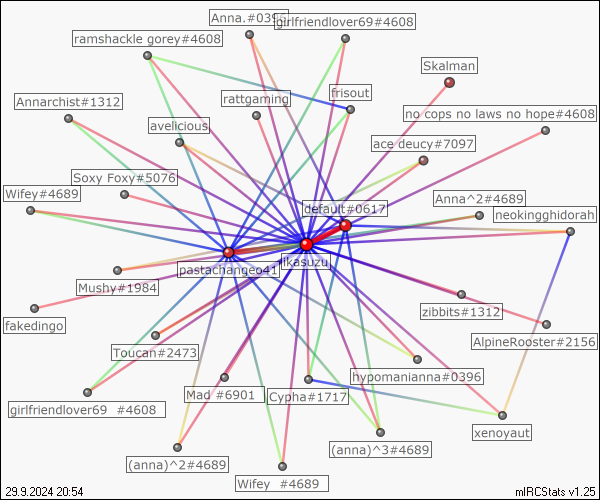 Anna.#039
girlfriendlover69#4608
ramshackle gorey#4608
Skalman
Annarchist#1312
rattgaming
frisout
no cops no laws no hope#4608
avelicious
ace deucy#7097
Soxy Foxy#5076
Wifey#4689
default#0617
Anna^2#4689
neokingghidorah
pastachangeo41
ikasuzu
Mushy#1984
zibbits#1312
fakedingo
AlpineRooster#2156
Toucan#2473
hypomanianna#0396
Mad #6901
Cypha#1717
girlfriendlover69 #4608
xenoyaut
(anna)^3#4689
(anna)^2#4689
Wifey #4689
29.9.2024 20:54
mIRCStats v1.25